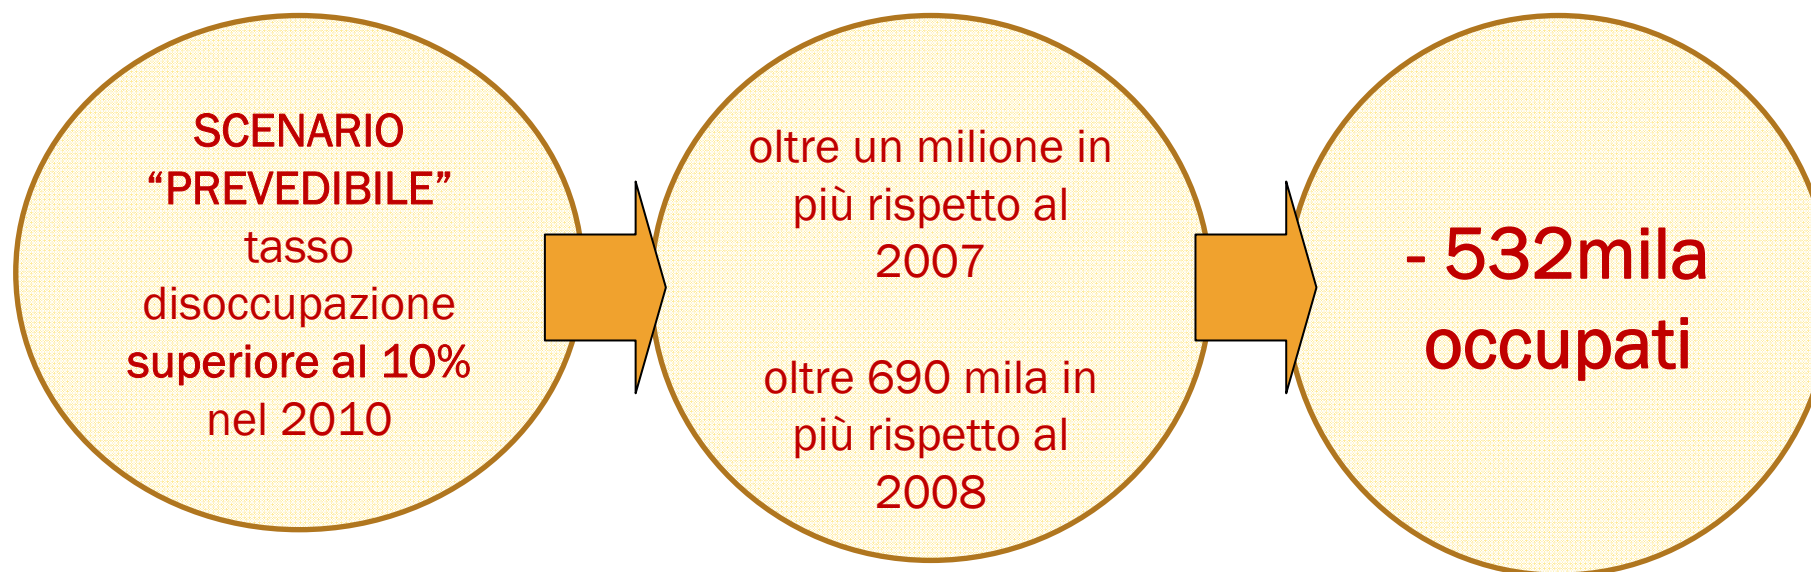 SCENARIO
“PREVEDIBILE”
tasso
disoccupazione
superiore al 10%
nel 2010
oltre un milione in
più rispetto al
2007
oltre 690 mila in
più rispetto al
2008
- 532mila
occupati